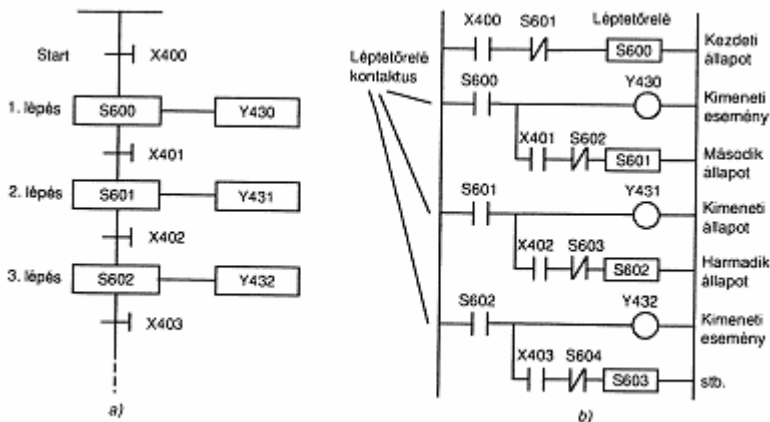 Start
X400
1. lépés
S600
Y430
X401
2. lépés
S601
Y431
X402
3. lépés
S602
Y432
X403
a)
X400
S601
Léptetőrelé
S600
Kezdeti
állapot
Léptetőrelé
kontaktus
S600
Y430
Kimeneti
esemény
X401
S602
S601
Második
állapot
S601
Y431
Kimeneti
állapot
X402
S603
S602
Harmadik
állapot
S602
Y432
Kimeneti
esemény
X403
S604
S603
stb.
b)